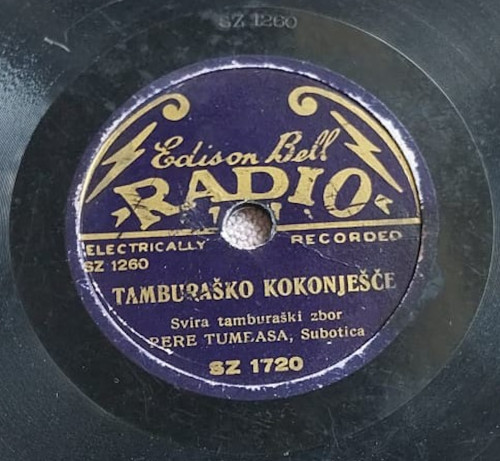 SZ 1260
Edison Bell
RADIO
ELECTRICALLY RECORDED
SZ 1260
TAMBURAŠKO KOKONJEŠČE
Svira tamburaški zbor
PERE TUMBASA, Subotica
SZ 1720